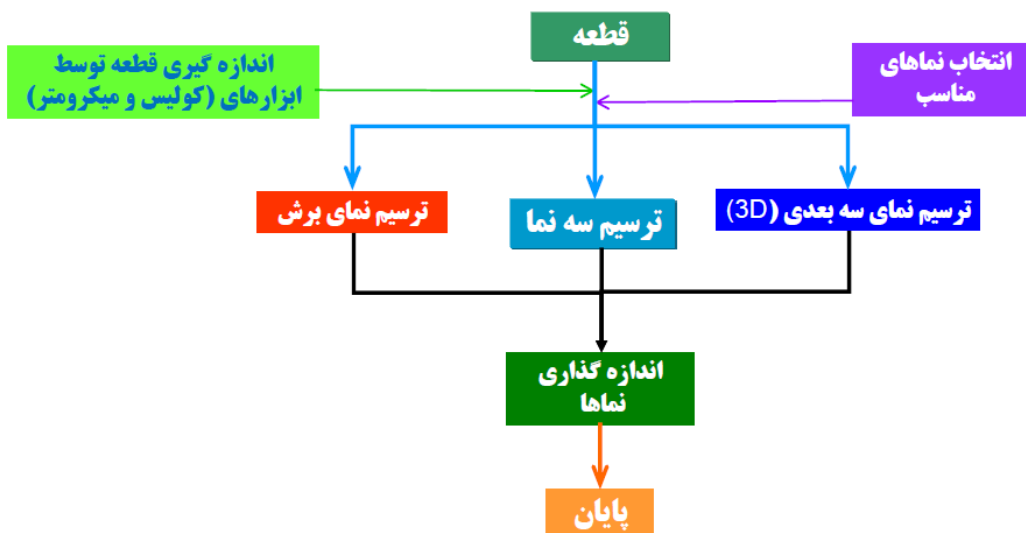 قطعه
انتخاب نماهای
مناسب
اندازه گیری قطعه توسط
ابزارهای (کولیس و میکرومتر)
ترسیم نمای سه بعدی (3D)
ترسیم سه نما
ترسیم نمای برش
اندازه گذاری
نماها
پایان